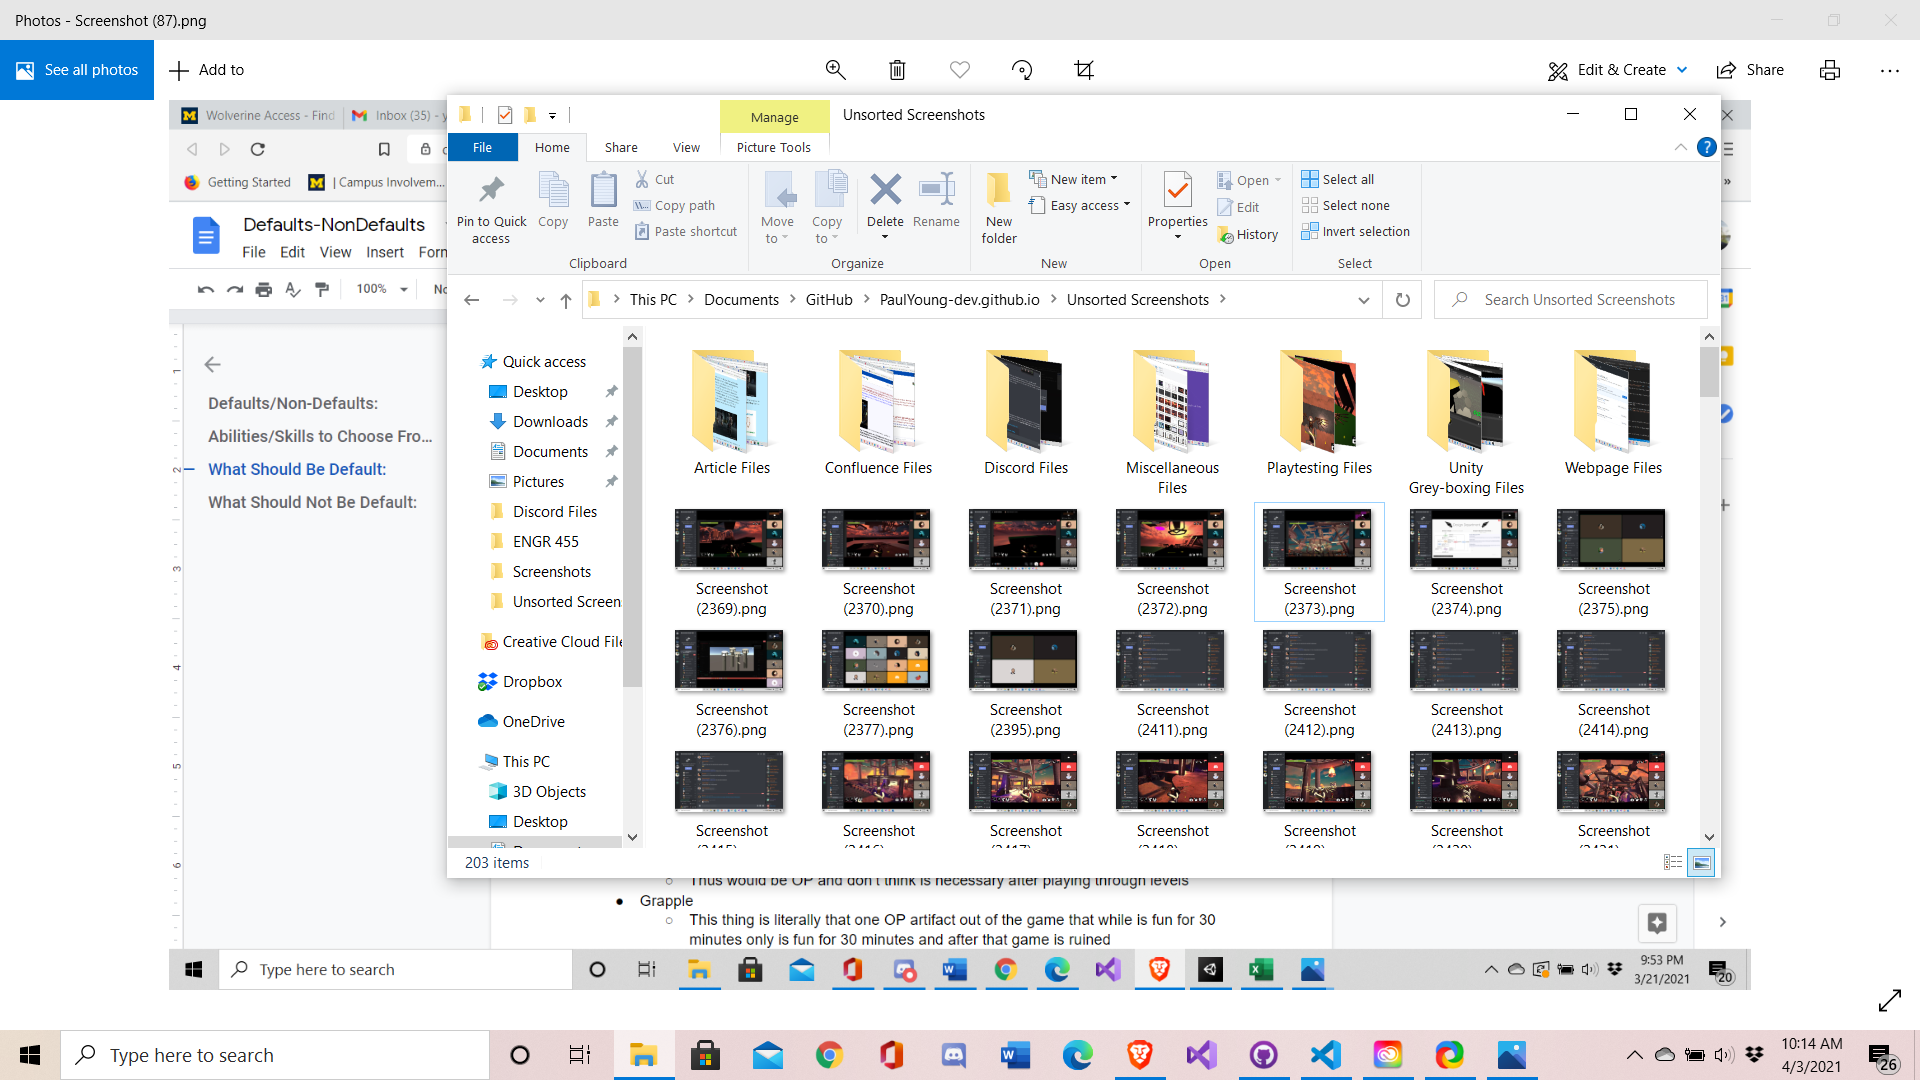 Photos - Screenshot (87).png
See all photos
Add to
Edit & Create
Share
Wolverine Access - Find
Inbox (35) - y
Getting Started
| Campus Involvem...
Defaults-NonDefaults
File Edit View Insert Form
100%
Defaults/Non-Defaults:
Abilities/Skills to Choose Fro...
What Should Be Default:
What Should Not Be Default:
Manage
Unsorted Screenshots
File
Home
Share
View
Picture Tools
Pin to Quick access
Copy
Paste
Cut
Copy path
Paste shortcut
Clipboard
Move to
Copy to
Delete
Rename
Organize
New folder
New item
Easy access
New
Properties
Open
Edit
History
Open
Select all
Select none
Invert selection
Select
This PC > Documents > GitHub > PaulYoung-dev.github.io > Unsorted Screenshots >
Search Unsorted Screenshots
Quick access
Desktop
Downloads
Documents
Pictures
Discord Files
ENGR 455
Screenshots
Unsorted Screen
Creative Cloud File
Dropbox
OneDrive
This PC
3D Objects
Desktop
Article Files
Confluence Files
Discord Files
Miscellaneous Files
Playtesting Files
Unity Grey-boxing Files
Webpage Files
Screenshot (2369).png
Screenshot (2370).png
Screenshot (2371).png
Screenshot (2372).png
Screenshot (2373).png
Screenshot (2374).png
Screenshot (2375).png
Screenshot (2376).png
Screenshot (2377).png
Screenshot (2395).png
Screenshot (2411).png
Screenshot (2412).png
Screenshot (2413).png
Screenshot (2414).png
Screenshot
Screenshot
Screenshot
Screenshot
Screenshot
Screenshot
Screenshot
203 items
Thus would be OP and don't think is necessary after playing through levels
Grapple
This thing is literally that one OP artifact out of the game that while is fun for 30
minutes only is fun for 30 minutes and after that game is ruined
Type here to search
9:53 PM
3/21/2021
20
Type here to search
10:14 AM
4/3/2021
26